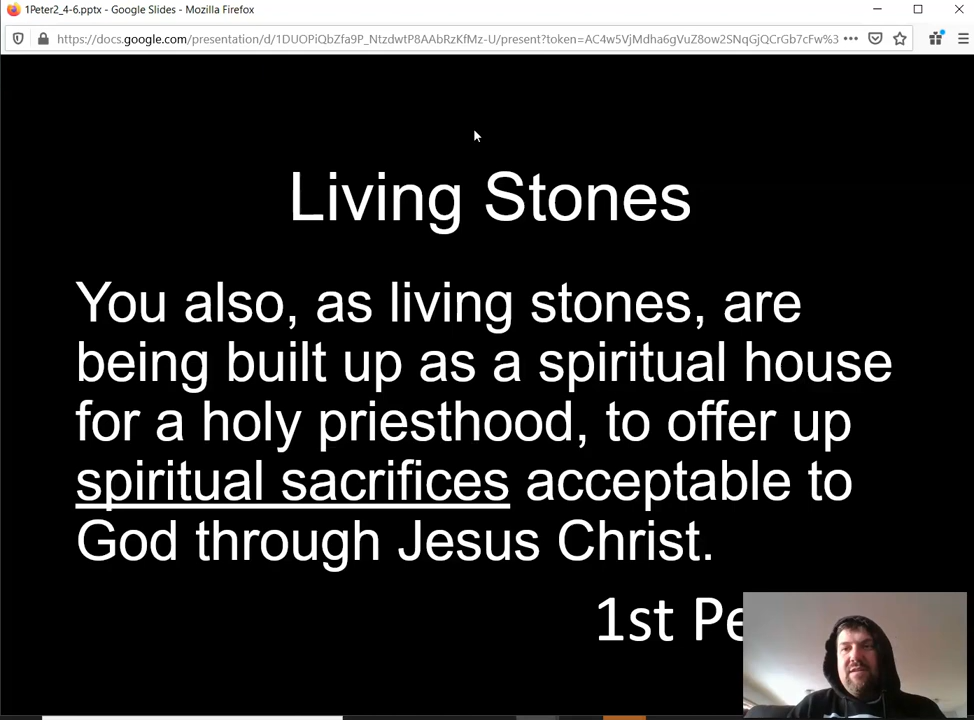 1Peter2_4-6.pptx - Google Slides - Mozilla Firefox
https://docs.google.com/presentation/d/1DUOPiQbZfa9P_NtzdwtP8AAbRzKfMz-U/present?token=AC4w5VjMdha6gVuZ8ow2SNqGjQCrGb7cFw%3
Living Stones
You also, as living stones, are
being built up as a spiritual house
for a holy priesthood, to offer up
spiritual sacrifices acceptable to
God through Jesus Christ.
1st Pe